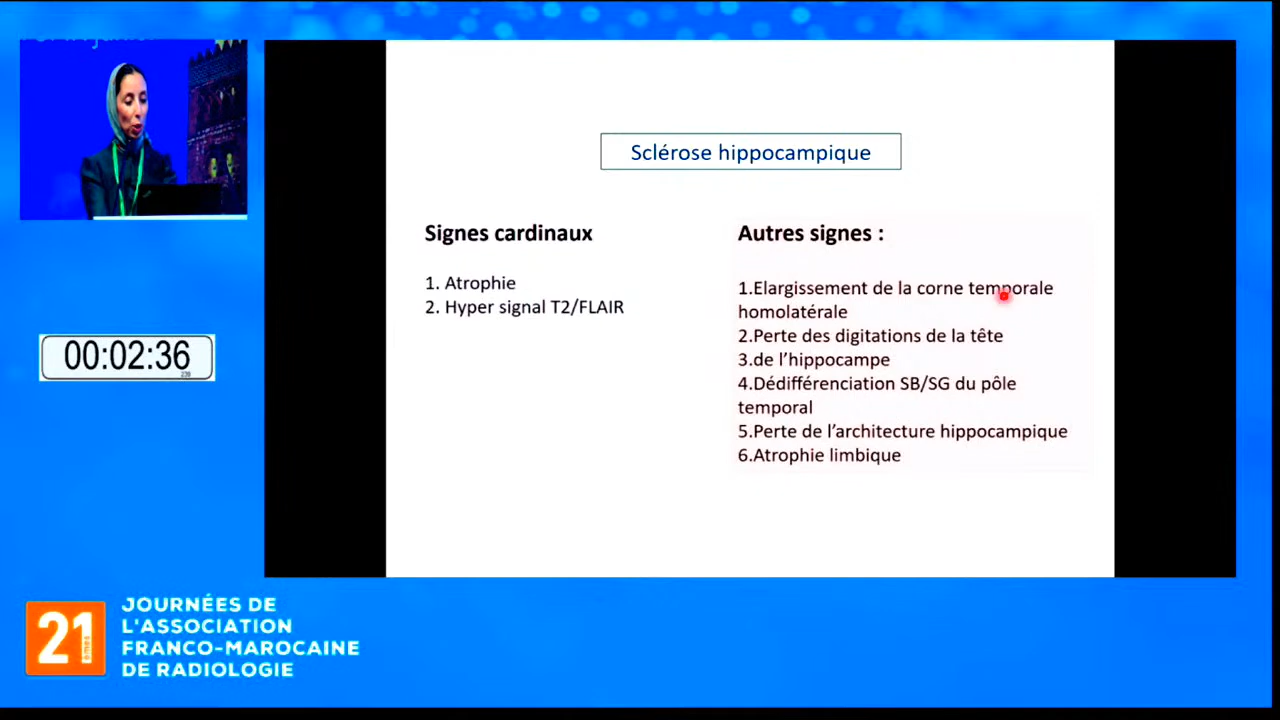 Sclérose hippocampique
Signes cardinaux
1. Atrophie
2. Hyper signal T2/FLAIR
Autres signes :
1.Elargissement de la corne temporale
homolatérale
2.Perte des digitations de la tête
3.de l'hippocampe
4.Dédifférenciation SB/SG du pôle
temporal
5.Perte de l'architecture hippocampique
6.Atrophie limbique
00:02:36
21
èmes
JOURNÉES DE
L'ASSOCIATION
FRANCO-MAROCAINE
DE RADIOLOGIE